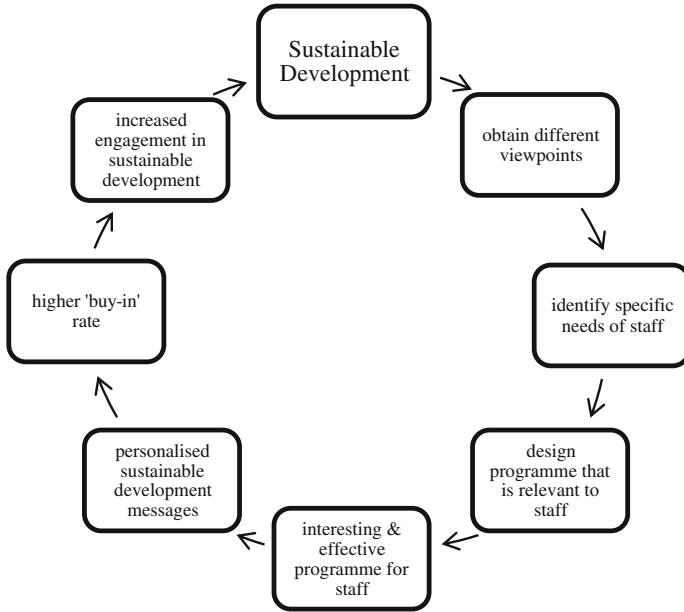 Sustainable
Development
obtain different
viewpoints
identify specific
needs of staff
design
programme that
is relevant to
staff
interesting &
effective
programme for
staff
personalised
sustainable
development
messages
higher 'buy-in'
rate
increased
engagement in
sustainable
development